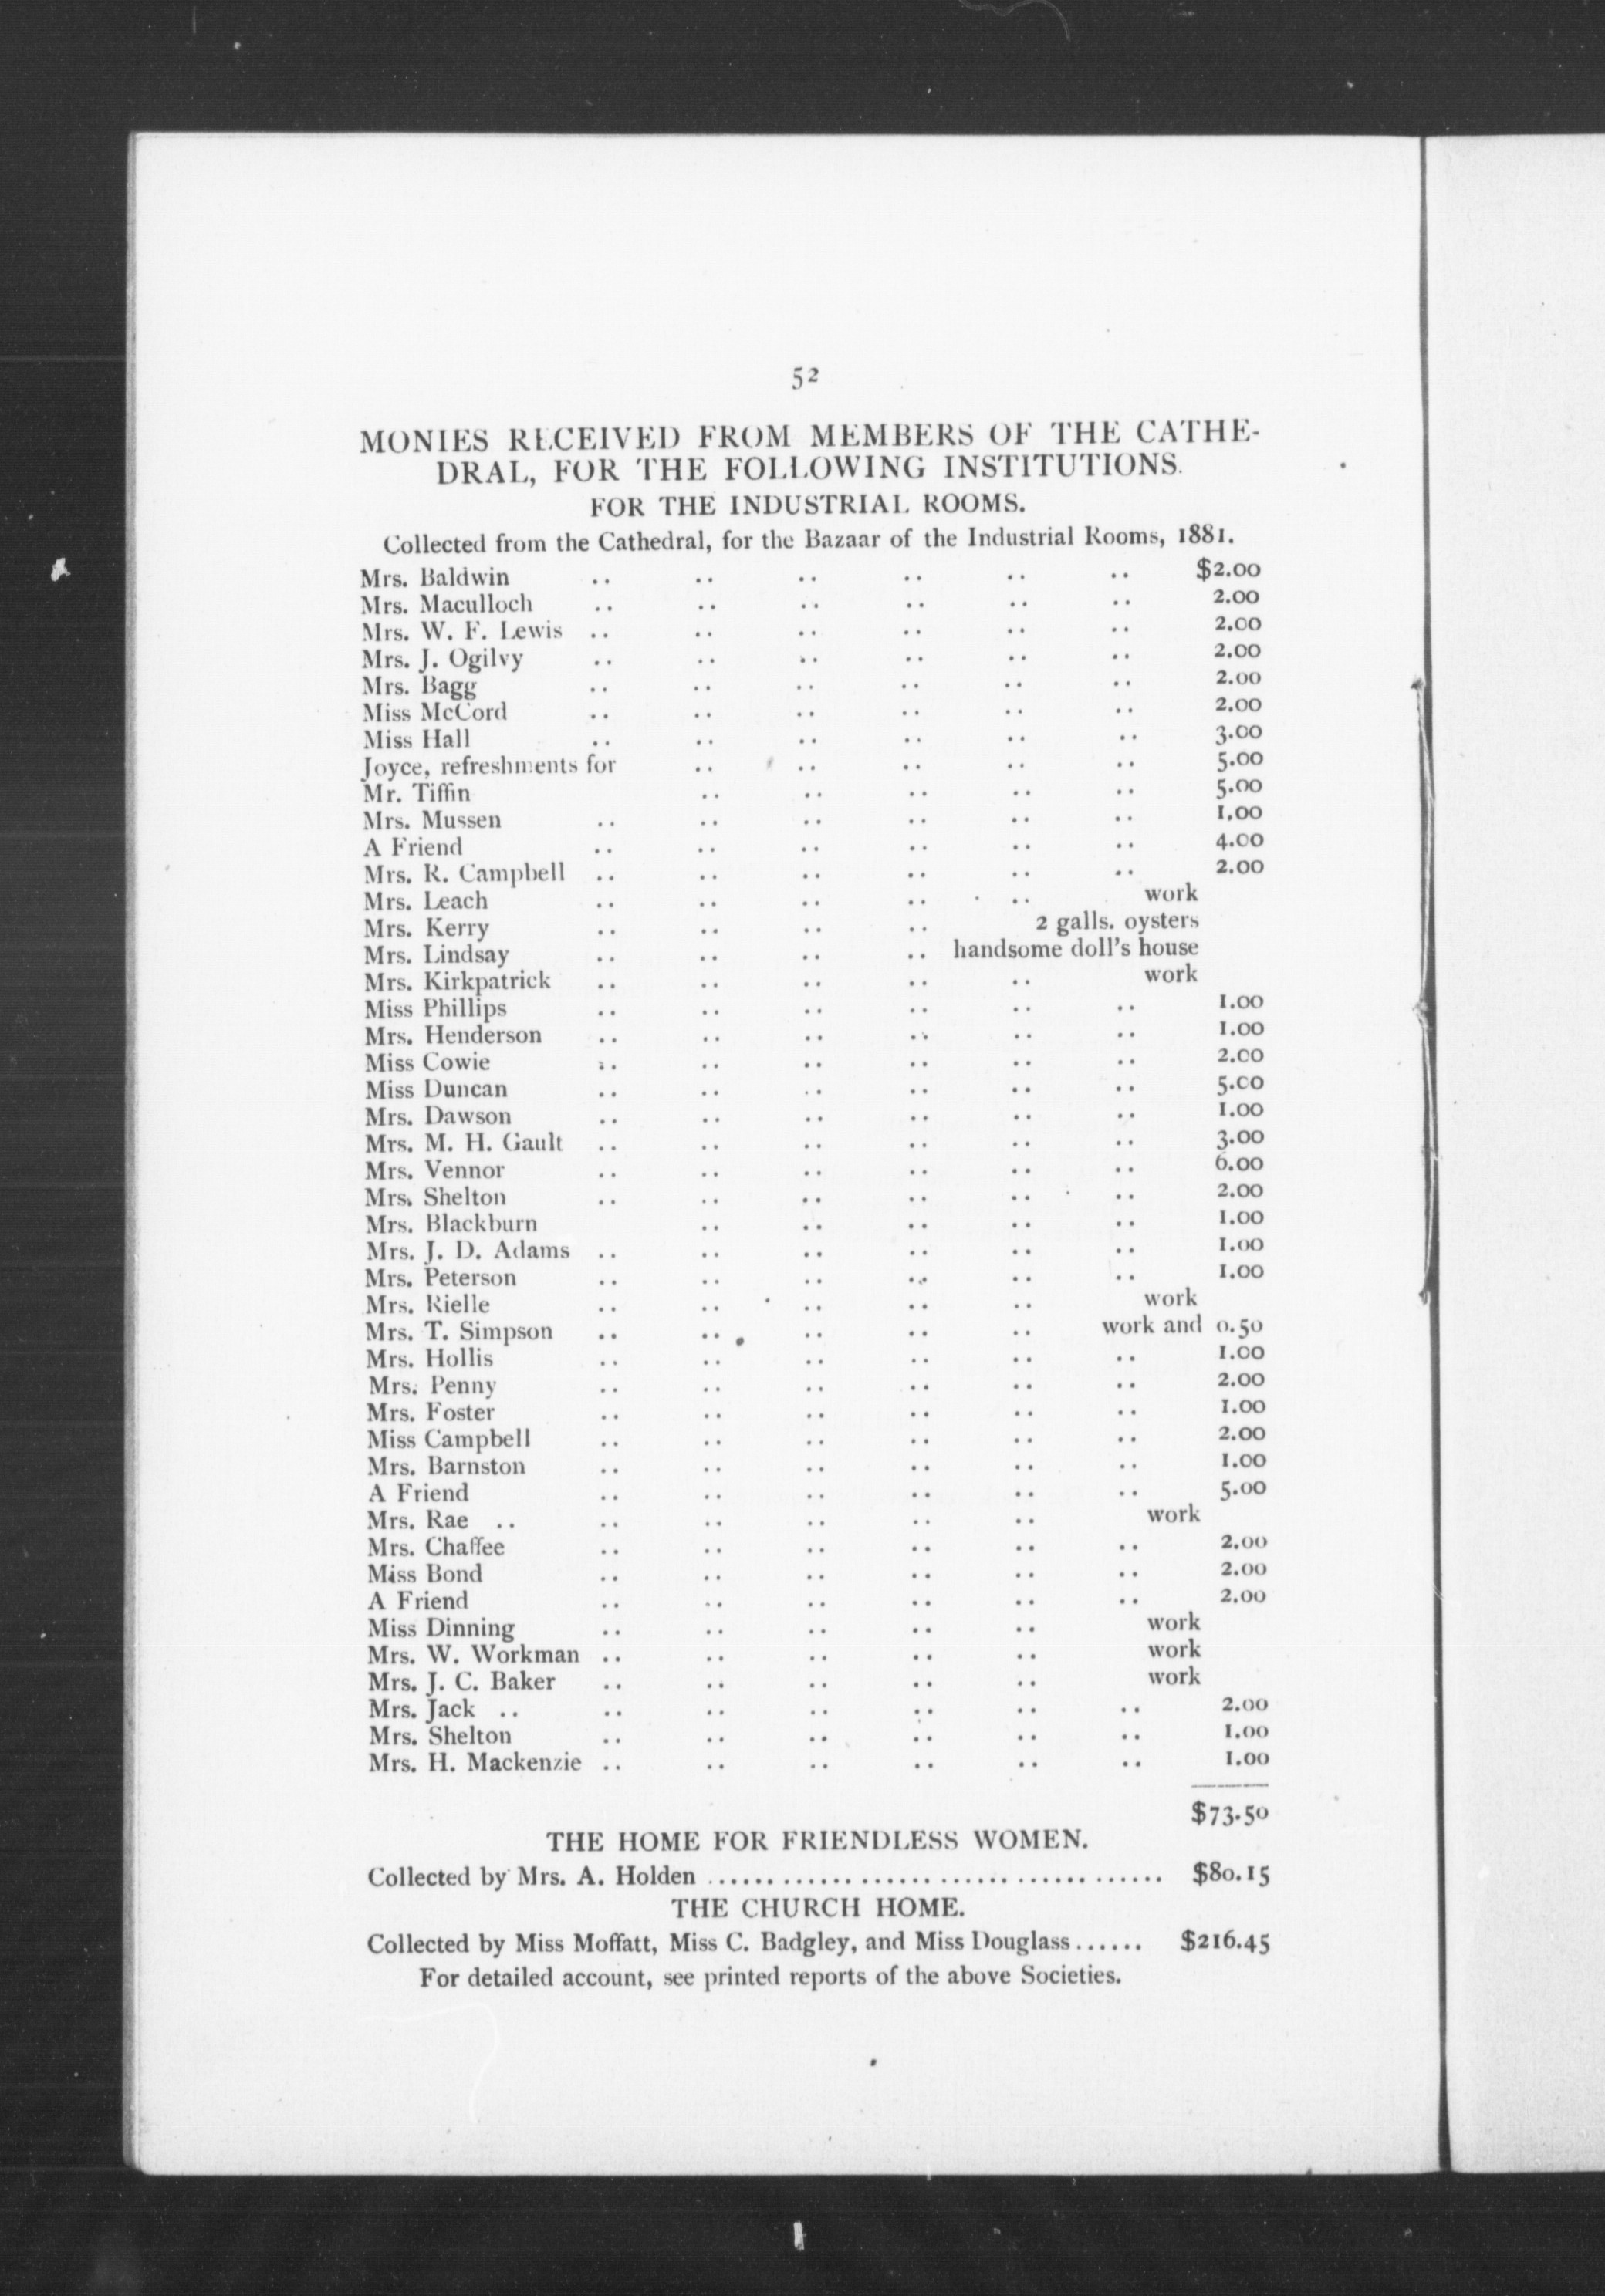 52
MONIES RECEIVED FROM MEMBERS OF THE CATHE-
DRAL, FOR THE FOLLOWING INSTITUTIONS.
FOR THE INDUSTRIAL ROOMS.
Collected from the Cathedral, for the Bazaar of the Industrial Rooms, 1881.
Mrs. Baldwin .. .. .. .. .. .. $2.00
Mrs. Maculloch .. .. .. .. .. .. 2.00
Mrs. W. F. Lewis .. .. .. .. .. .. 2.00
Mrs. J. Ogilvy .. .. .. .. .. .. 2.00
Mrs. Bagg .. .. .. .. .. .. 2.00
Miss McCord .. .. .. .. .. .. 2.00
Miss Hall .. .. .. .. .. .. 3.00
Joyce, refreshments for .. .. .. .. .. 5.00
Mr. Tiffin .. .. .. .. .. 5.00
Mrs. Mussen .. .. .. .. .. .. 1.00
A Friend .. .. .. .. .. .. 4.00
Mrs. R. Campbell .. .. .. .. .. .. 2.00
Mrs. Leach .. .. .. .. .. work
Mrs. Kerry .. .. .. .. 2 galls. oysters
Mrs. Lindsay .. .. .. .. handsome doll's house
Mrs. Kirkpatrick .. .. .. .. .. work
Miss Phillips .. .. .. .. .. .. 1.00
Mrs. Henderson .. .. .. .. .. .. 1.00
Miss Cowie .. .. .. .. .. .. 2.00
Miss Duncan .. .. .. .. .. .. 5.00
Mrs. Dawson .. .. .. .. .. .. 1.00
Mrs. M. H. Gault .. .. .. .. .. .. 3.00
Mrs. Vennor .. .. .. .. .. .. 6.00
Mrs. Shelton .. .. .. .. .. .. 2.00
Mrs. Blackburn .. .. .. .. .. 1.00
Mrs. J. D. Adams .. .. .. .. .. .. 1.00
Mrs. Peterson .. .. .. .. .. .. 1.00
Mrs. Rielle .. .. .. .. .. work
Mrs. T. Simpson .. .. .. .. .. work and 0.50
Mrs. Hollis .. .. .. .. .. .. 1.00
Mrs. Penny .. .. .. .. .. .. 2.00
Mrs. Foster .. .. .. .. .. .. 1.00
Miss Campbell .. .. .. .. .. .. 2.00
Mrs. Barnston .. .. .. .. .. .. 1.00
A Friend .. .. .. .. .. .. 5.00
Mrs. Rae .. .. .. .. .. .. work
Mrs. Chaffee .. .. .. .. .. .. 2.00
Miss Bond .. .. .. .. .. .. 2.00
A Friend .. .. .. .. .. .. 2.00
Miss Dinning .. .. .. .. .. work
Mrs. W. Workman .. .. .. .. .. work
Mrs. J. C. Baker .. .. .. .. .. work
Mrs. Jack .. .. .. .. .. .. .. 2.00
Mrs. Shelton .. .. .. .. .. .. 1.00
Mrs. H. Mackenzie .. .. .. .. .. .. 1.00
$73.50
THE HOME FOR FRIENDLESS WOMEN.
Collected by Mrs. A. Holden .................................... $80.15
THE CHURCH HOME.
Collected by Miss Moffatt, Miss C. Badgley, and Miss Douglass ...... $216.45
For detailed account, see printed reports of the above Societies.